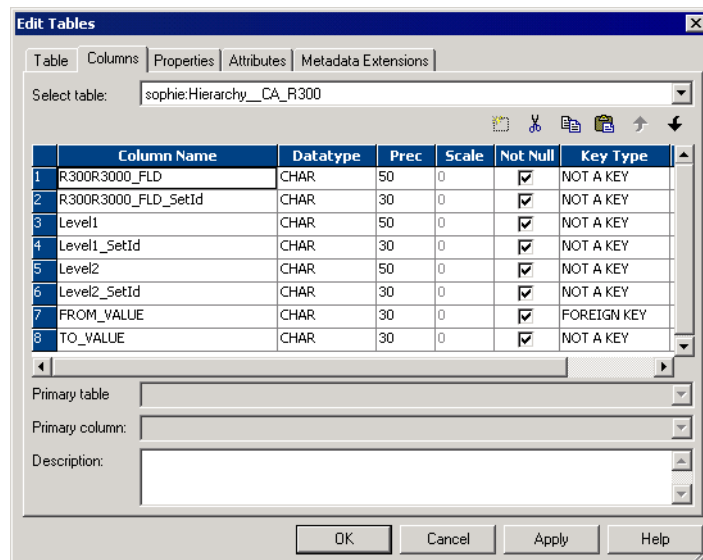 Edit Tables
Table Columns Properties Attributes Metadata Extensions
Select table: sophie:Hierarchy__CA_R300
Column Name Datatype Prec Scale Not Null Key Type
1 R300R3000_FLD CHAR 50 0 NOT A KEY
2 R300R3000_FLD_SetId CHAR 30 0 NOT A KEY
3 Level1 CHAR 50 0 NOT A KEY
4 Level1_SetId CHAR 30 0 NOT A KEY
5 Level2 CHAR 50 0 NOT A KEY
6 Level2_SetId CHAR 30 0 NOT A KEY
7 FROM_VALUE CHAR 30 0 FOREIGN KEY
8 TO_VALUE CHAR 30 0 NOT A KEY
Primary table
Primary column:
Description:
OK Cancel Apply Help